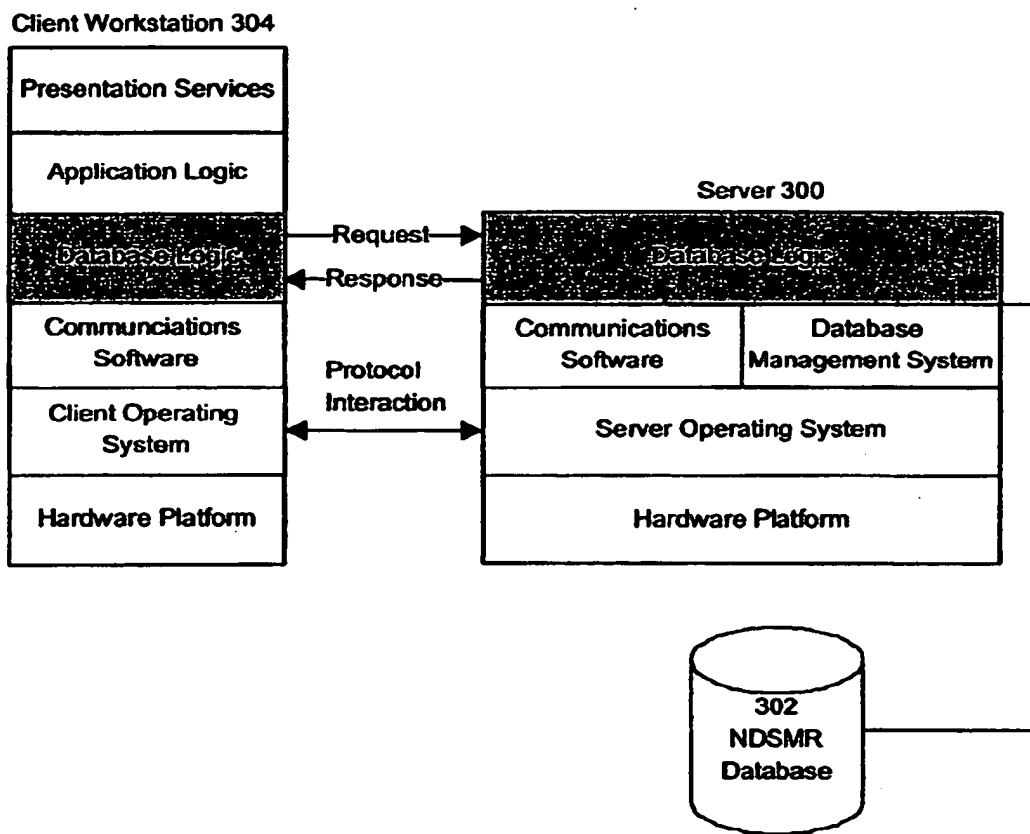 Client Workstation 304
Presentation Services
Application Logic
Database Logic
Communciations
Software
Client Operating
System
Hardware Platform
Request
Response
Protocol
Interaction
Server 300
Database Logic
Communications
Software
Database
Management System
Server Operating System
Hardware Platform
302
NDSMR
Database